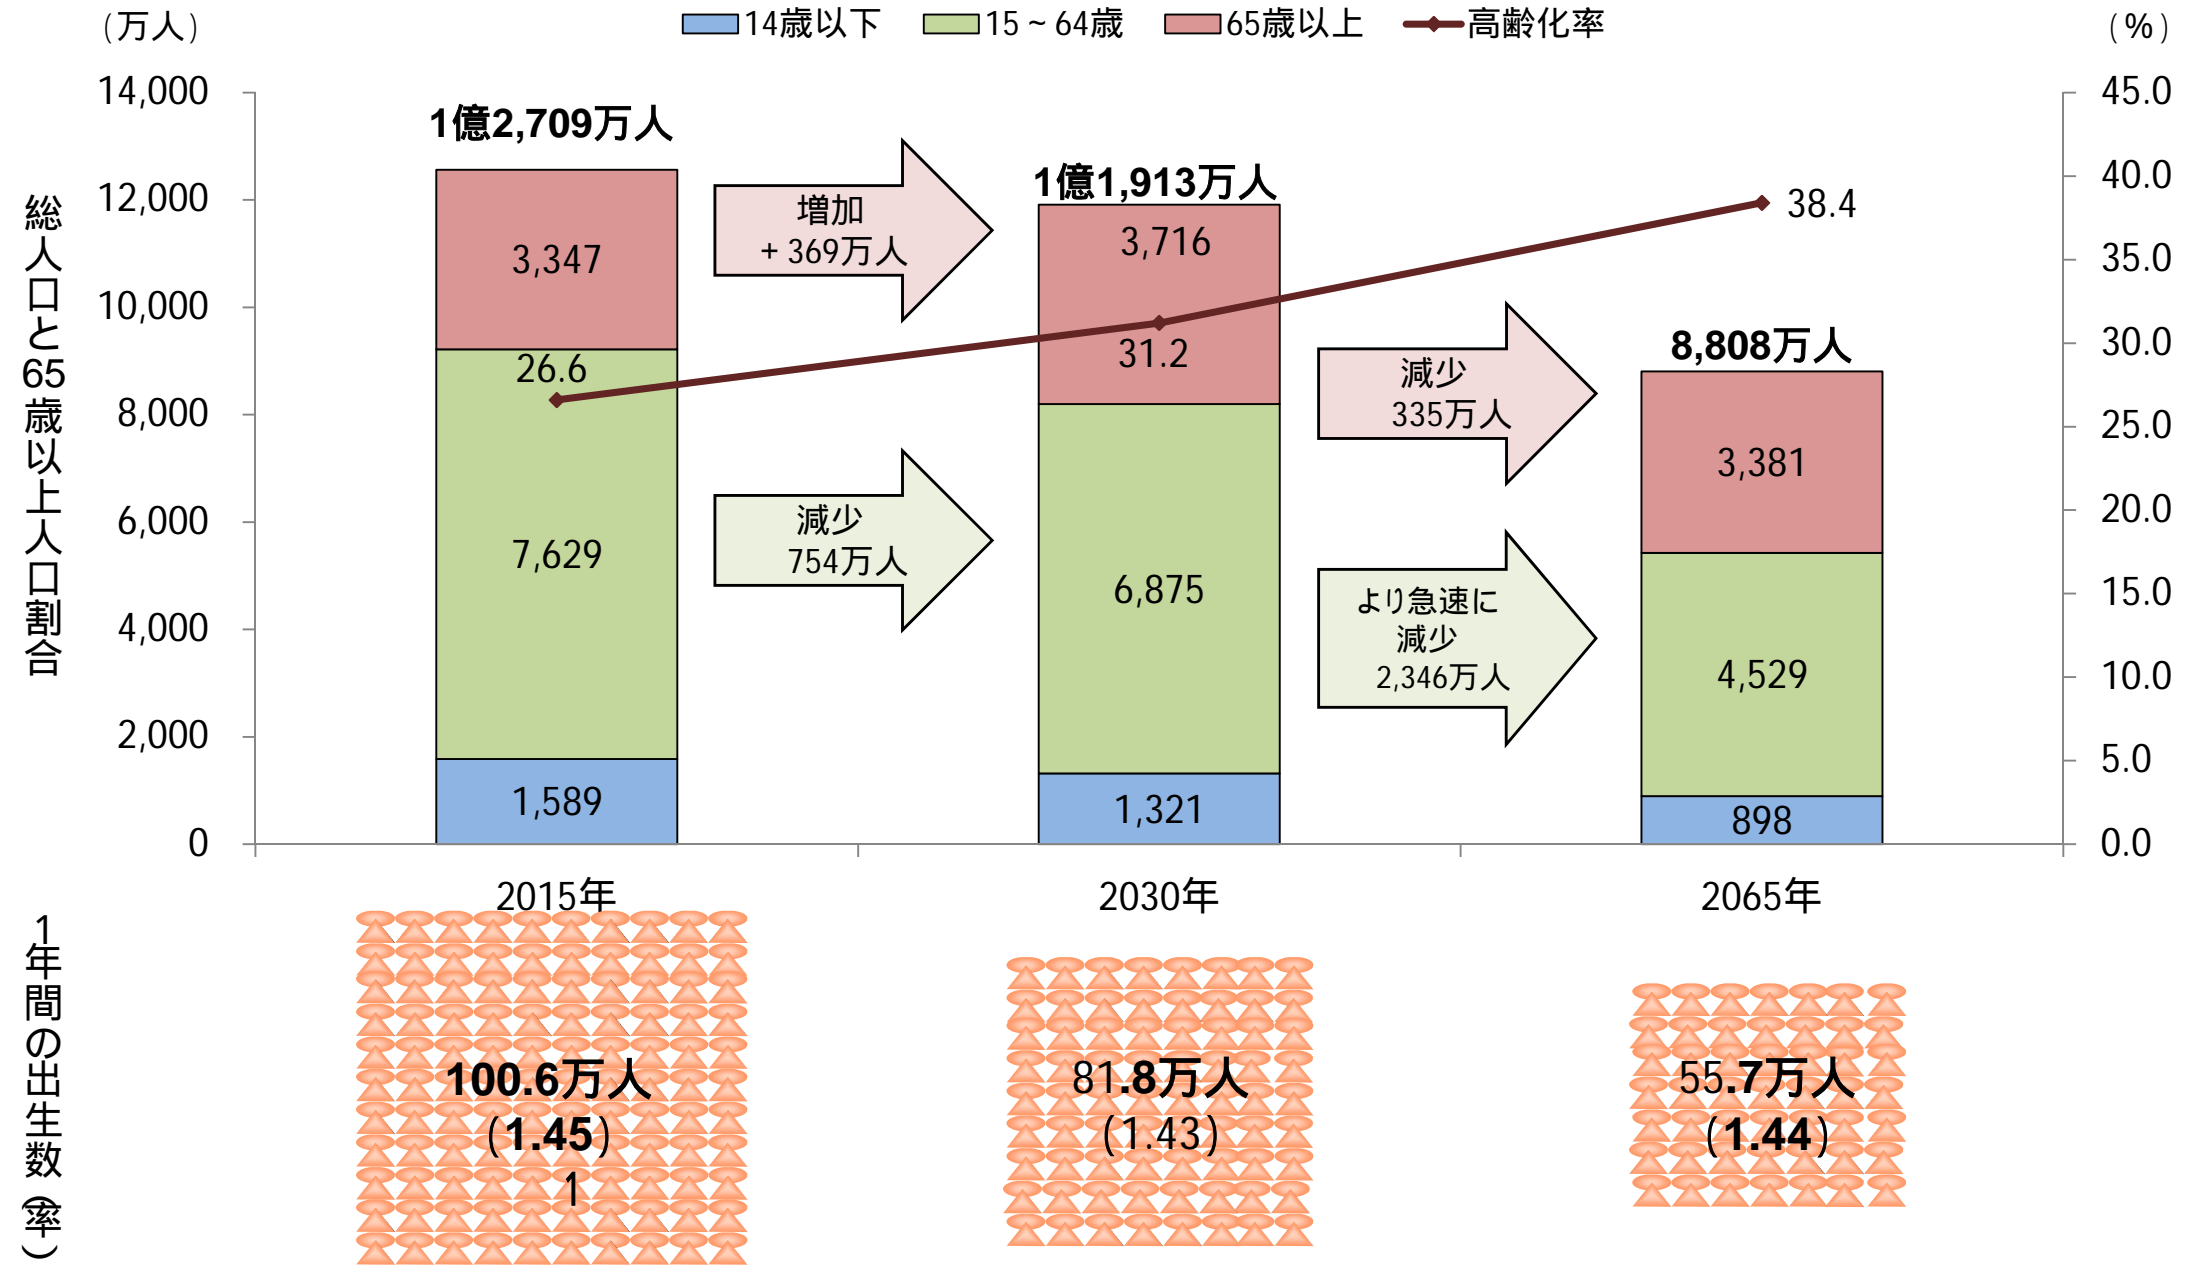 (万人)
14歳以下
15～64歳
65歳以上
高齢化率
(％)
総人口と65歳以上人口割合
14,000
12,000
10,000
8,000
6,000
4,000
2,000
0
45.0
40.0
35.0
30.0
25.0
20.0
15.0
10.0
5.0
0.0
1億2,709万人
3,347
26.6
7,629
1,589
増加
+369万人
減少
754万人
1億1,913万人
3,716
31.2
6,875
1,321
減少
335万人
より急速に
減少
2,346万人
38.4
8,808万人
3,381
4,529
898
2015年
2030年
2065年
1年間の出生数(率)
100.6万人
(1.45)
1
81.8万人
(1.43)
55.7万人
(1.44)